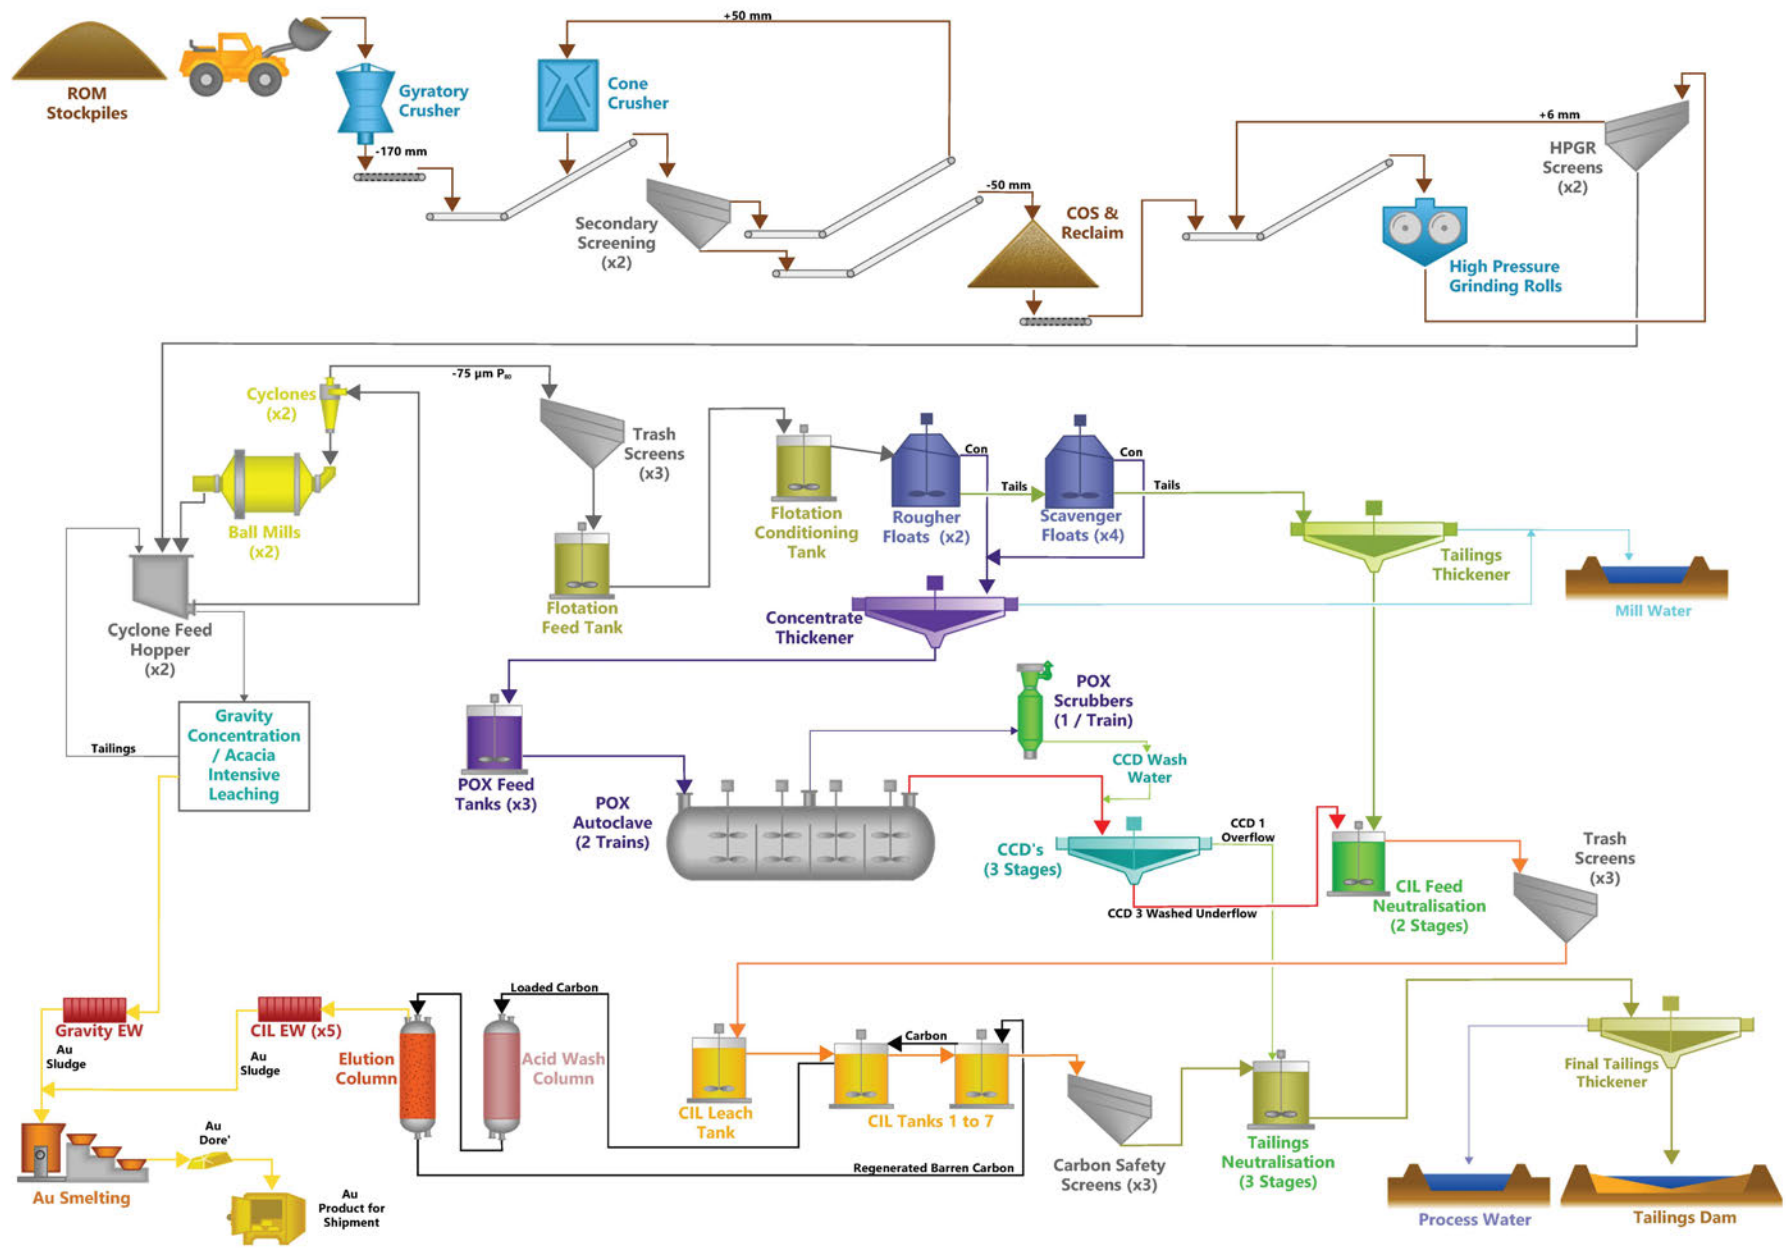 +50 mm
ROM
Stockpiles
Gyratory
Crusher
Cone
Crusher
-170 mm
+6 mm
HPGR
Screens
(x2)
Secondary
Screening
(x2)
-50 mm
COS &
Reclaim
High Pressure
Grinding Rolls
Cyclones
(x2)
-75 µm P₈₀
Trash
Screens
(x3)
Ball Mills
(x2)
Flotation
Conditioning
Tank
Con
Tails
Rougher
Floats (x2)
Con
Tails
Scavenger
Floats (x4)
Tailings
Thickener
Mill Water
Flotation
Feed Tank
Cyclone Feed
Hopper
(x2)
Concentrate
Thickener
Gravity
Concentration
/ Acacia
Intensive
Leaching
Tailings
POX Feed
Tanks (x3)
POX
Autoclave
(2 Trains)
POX
Scrubbers
(1 / Train)
CCD Wash
Water
CCD's
(3 Stages)
CCD 1
Overflow
CCD 3 Washed Underflow
CIL Feed
Neutralisation
(2 Stages)
Trash
Screens
(x3)
Gravity EW
CIL EW (x5)
Au
Sludge
Au
Sludge
Elution
Column
Loaded Carbon
Acid Wash
Column
CIL Leach
Tank
Carbon
CIL Tanks 1 to 7
Regenerated Barren Carbon
Carbon Safety
Screens (x3)
Tailings
Neutralisation
(3 Stages)
Final Tailings
Thickener
Process Water
Tailings Dam
Au Smelting
Au
Dore'
Au
Product for
Shipment